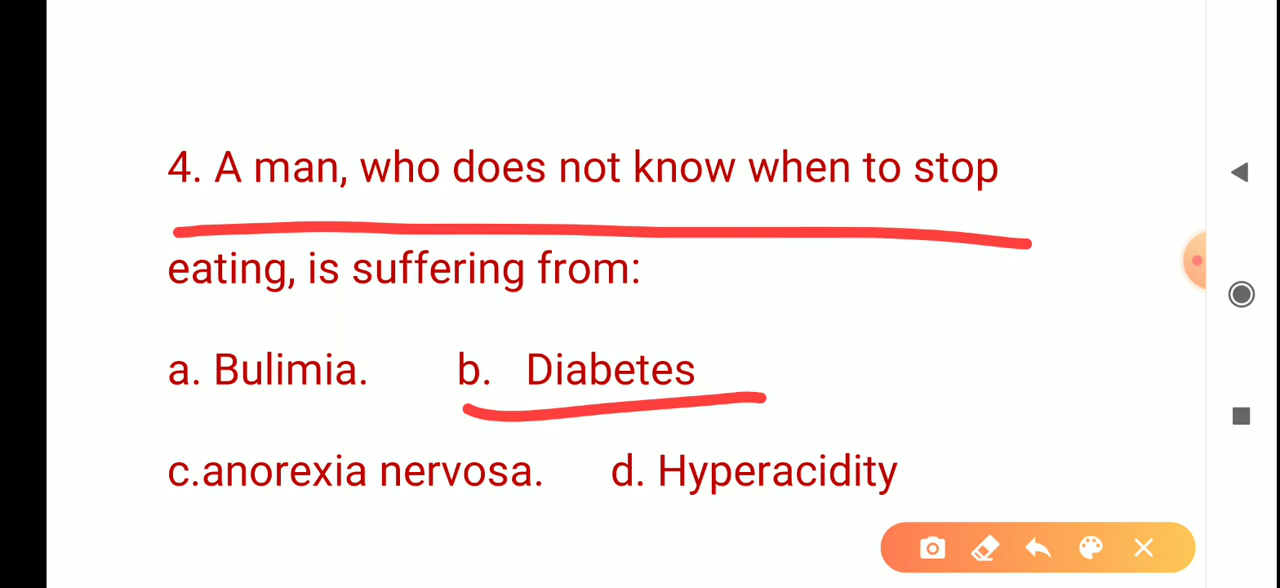 4. A man, who does not know when to stop
eating, is suffering from:
a. Bulimia. b. Diabetes
c.anorexia nervosa. d. Hyperacidity